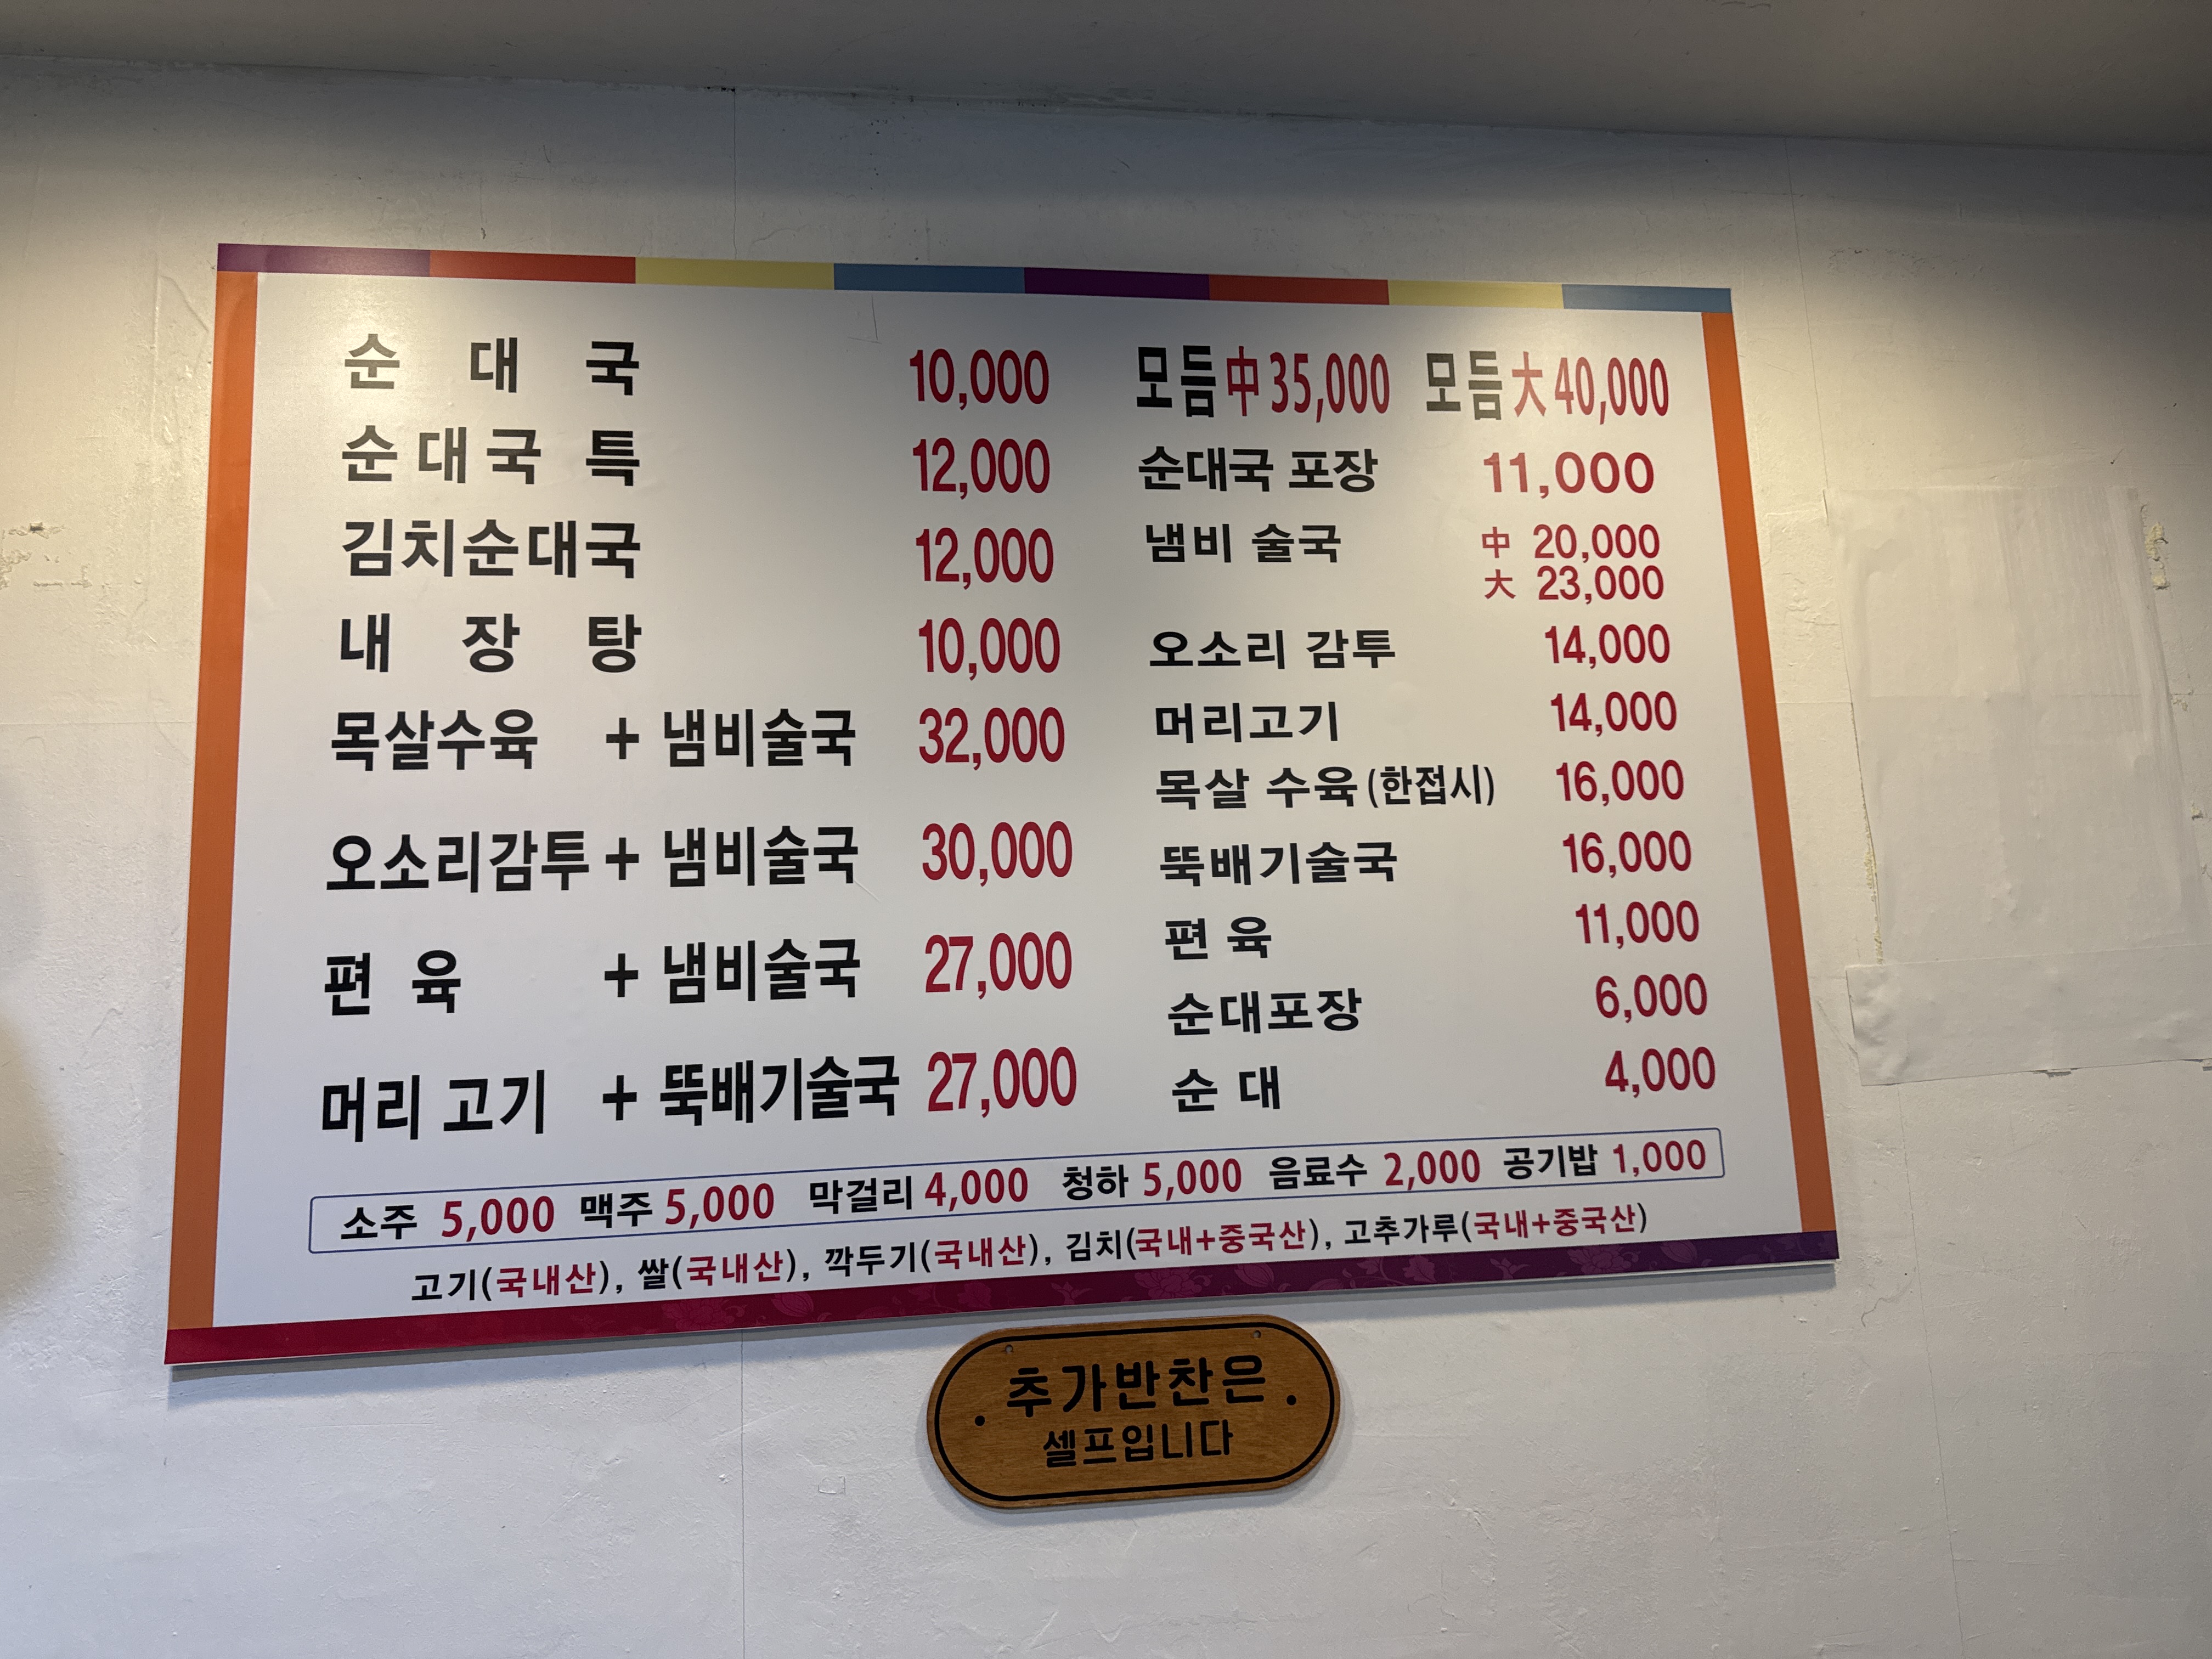 순 대 국 10,000
순대국 특 12,000
김치순대국 12,000
내 장 탕 10,000
목살수육 + 냄비술국 32,000
오소리감투 + 냄비술국 30,000
편 육 + 냄비술국 27,000
머리 고기 + 뚝배기술국 27,000
모듬中 35,000 모듬大 40,000
순대국 포장 11,000
냄비 술국 中 20,000
大 23,000
오소리 감투 14,000
머리고기 14,000
목살 수육 (한접시) 16,000
뚝배기술국 16,000
편 육 11,000
순대포장 6,000
순 대 4,000
소주 5,000 맥주 5,000 막걸리 4,000 청하 5,000 음료수 2,000 공기밥 1,000
고기(국내산), 쌀(국내산), 깍두기(국내산), 김치(국내+중국산), 고추가루(국내+중국산)
· 추가반찬은 ·
셀프입니다